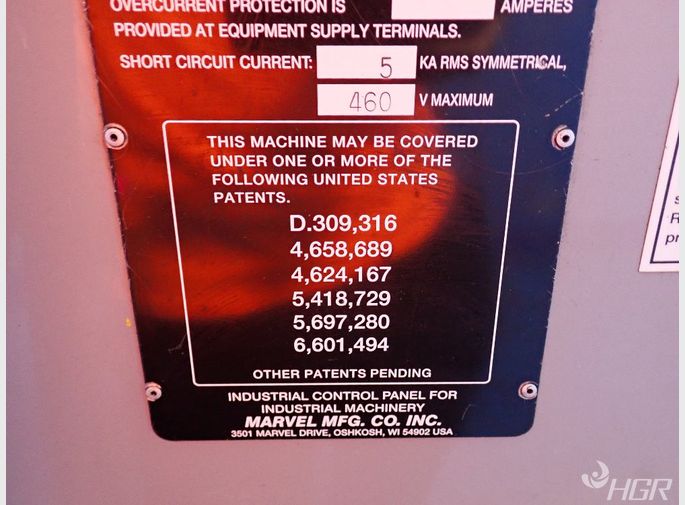 OVERCURRENT PROTECTION IS AMPERES
PROVIDED AT EQUIPMENT SUPPLY TERMINALS.
SHORT CIRCUIT CURRENT: 5 KA RMS SYMMETRICAL,
460 V MAXIMUM
THIS MACHINE MAY BE COVERED
UNDER ONE OR MORE OF THE
FOLLOWING UNITED STATES
PATENTS.
D.309,316
4,658,689
4,624,167
5,418,729
5,697,280
6,601,494
OTHER PATENTS PENDING
INDUSTRIAL CONTROL PANEL FOR
INDUSTRIAL MACHINERY
MARVEL MFG. CO. INC.
3501 MARVEL DRIVE, OSHKOSH, WI 54902 USA
HGR